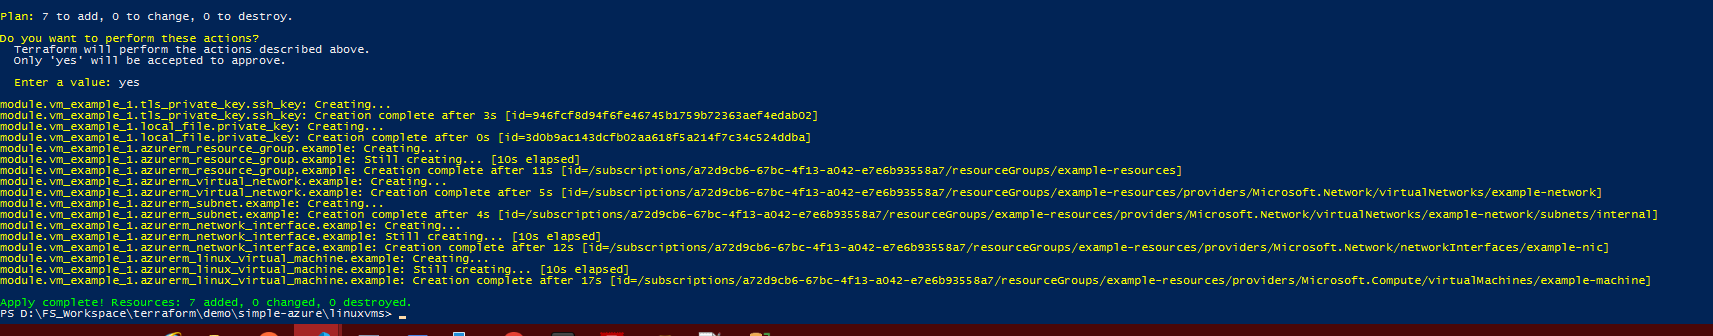 Plan: 7 to add, 0 to change, 0 to destroy.
Do you want to perform these actions?
Terraform will perform the actions described above.
Only 'yes' will be accepted to approve.
Enter a value: yes
module.vm_example_1.tls_private_key.ssh_key: Creating...
module.vm_example_1.tls_private_key.ssh_key: Creation complete after 3s [id=946fcf8d94f6fe46745b1759b72363aef4edab02]
module.vm_example_1.local_file.private_key: Creating...
module.vm_example_1.local_file.private_key: Creation complete after 0s [id=3d0b9ac143dcfb02aa618f5a214f7c34c524ddba]
module.vm_example_1.azurerm_resource_group.example: Creating...
module.vm_example_1.azurerm_resource_group.example: Still creating... [10s elapsed]
module.vm_example_1.azurerm_resource_group.example: Creation complete after 11s [id=/subscriptions/a72d9cb6-67bc-4f13-a042-e7e6b93558a7/resourceGroups/example-resources]
module.vm_example_1.azurerm_virtual_network.example: Creating...
module.vm_example_1.azurerm_virtual_network.example: Creation complete after 5s [id=/subscriptions/a72d9cb6-67bc-4f13-a042-e7e6b93558a7/resourceGroups/example-resources/providers/Microsoft.Network/virtualNetworks/example-network]
module.vm_example_1.azurerm_subnet.example: Creating...
module.vm_example_1.azurerm_subnet.example: Creation complete after 4s [id=/subscriptions/a72d9cb6-67bc-4f13-a042-e7e6b93558a7/resourceGroups/example-resources/providers/Microsoft.Network/virtualNetworks/example-network/subnets/internal]
module.vm_example_1.azurerm_network_interface.example: Creating...
module.vm_example_1.azurerm_network_interface.example: Still creating... [10s elapsed]
module.vm_example_1.azurerm_network_interface.example: Creation complete after 12s [id=/subscriptions/a72d9cb6-67bc-4f13-a042-e7e6b93558a7/resourceGroups/example-resources/providers/Microsoft.Network/networkInterfaces/example-nic]
module.vm_example_1.azurerm_linux_virtual_machine.example: Creating...
module.vm_example_1.azurerm_linux_virtual_machine.example: Still creating... [10s elapsed]
module.vm_example_1.azurerm_linux_virtual_machine.example: Creation complete after 17s [id=/subscriptions/a72d9cb6-67bc-4f13-a042-e7e6b93558a7/resourceGroups/example-resources/providers/Microsoft.Compute/virtualMachines/example-machine]
Apply complete! Resources: 7 added, 0 changed, 0 destroyed.
PS D:\FS_Workspace\terraform\demo\simple-azure\linuxvms> _